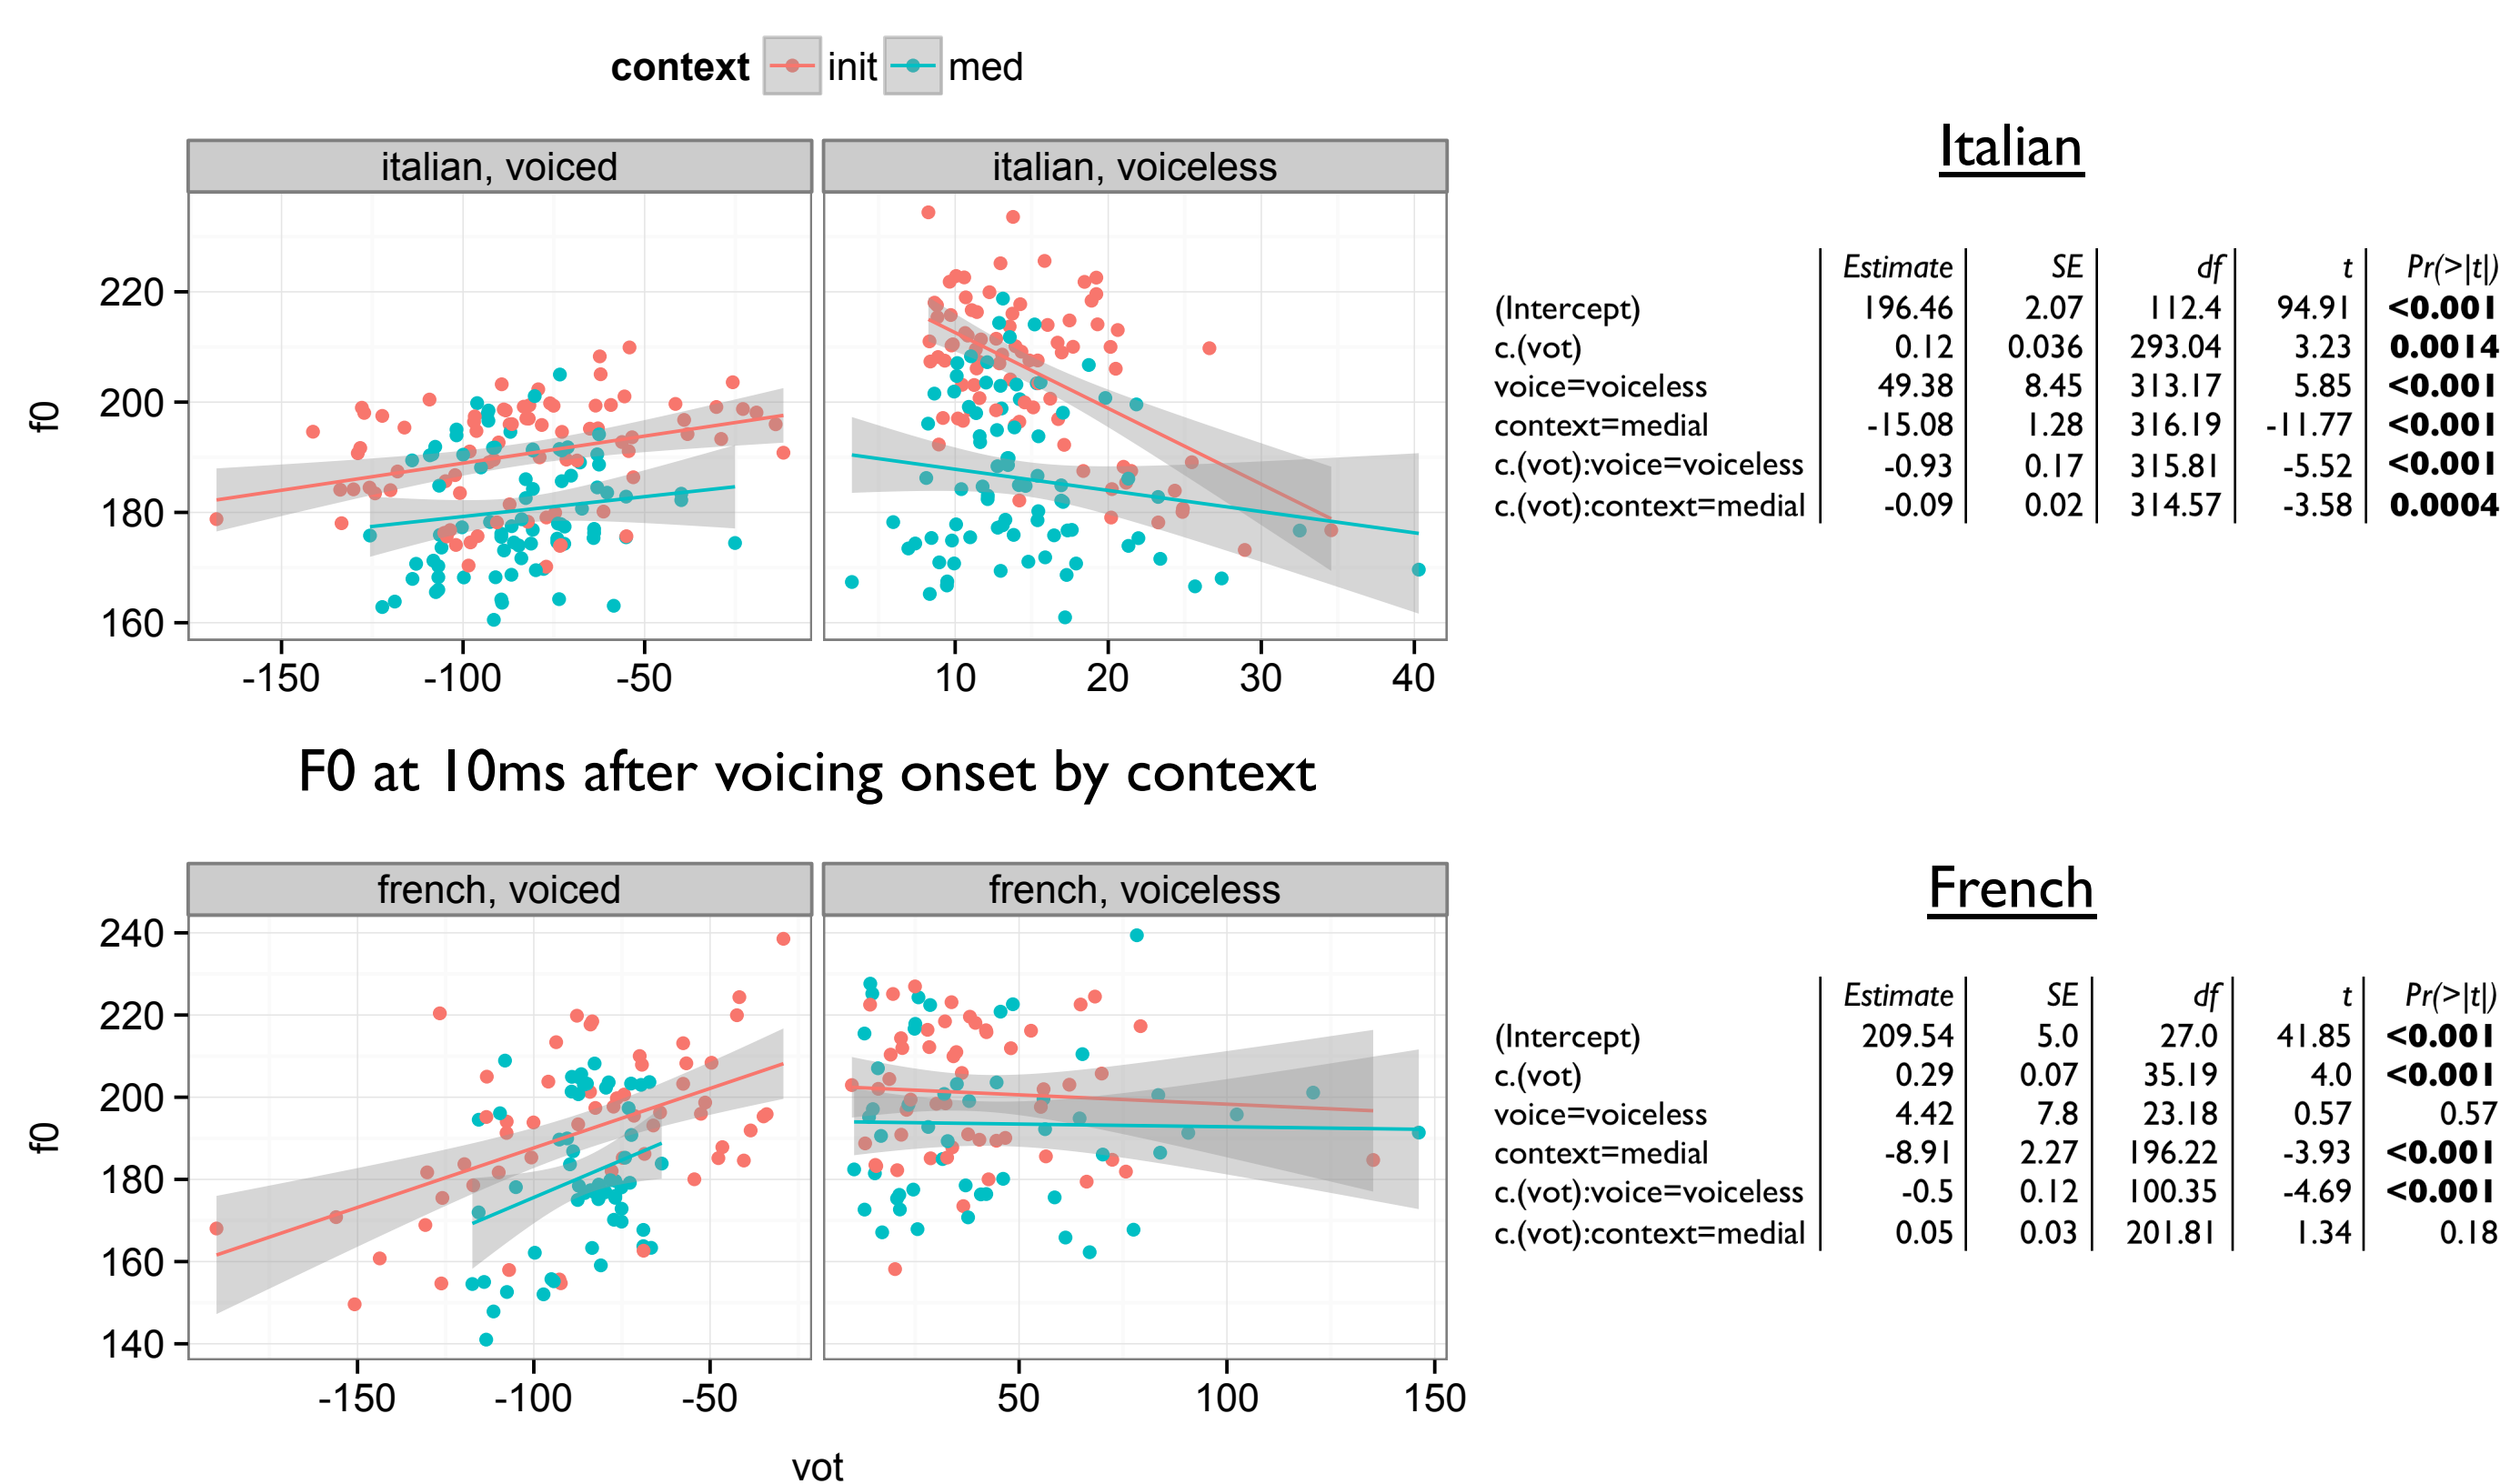 context init med
italian, voiced italian, voiceless
f0
220
200
180
160
-150 -100 -50 10 20 30 40
Italian
Estimate SE df t Pr(>|t|)
(Intercept) 196.46 2.07 112.4 94.91 <0.001
c.(vot) 0.12 0.036 293.04 3.23 0.0014
voice=voiceless 49.38 8.45 313.17 5.85 <0.001
context=medial -15.08 1.28 316.19 -11.77 <0.001
c.(vot):voice=voiceless -0.93 0.17 315.81 -5.52 <0.001
c.(vot):context=medial -0.09 0.02 314.57 -3.58 0.0004
F0 at 10ms after voicing onset by context
french, voiced french, voiceless
f0
240
220
200
180
160
140
-150 -100 -50 50 100 150
vot
French
Estimate SE df t Pr(>|t|)
(Intercept) 209.54 5.0 27.0 41.85 <0.001
c.(vot) 0.29 0.07 35.19 4.0 <0.001
voice=voiceless 4.42 7.8 23.18 0.57 0.57
context=medial -8.91 2.27 196.22 -3.93 <0.001
c.(vot):voice=voiceless -0.5 0.12 100.35 -4.69 <0.001
c.(vot):context=medial 0.05 0.03 201.81 1.34 0.18